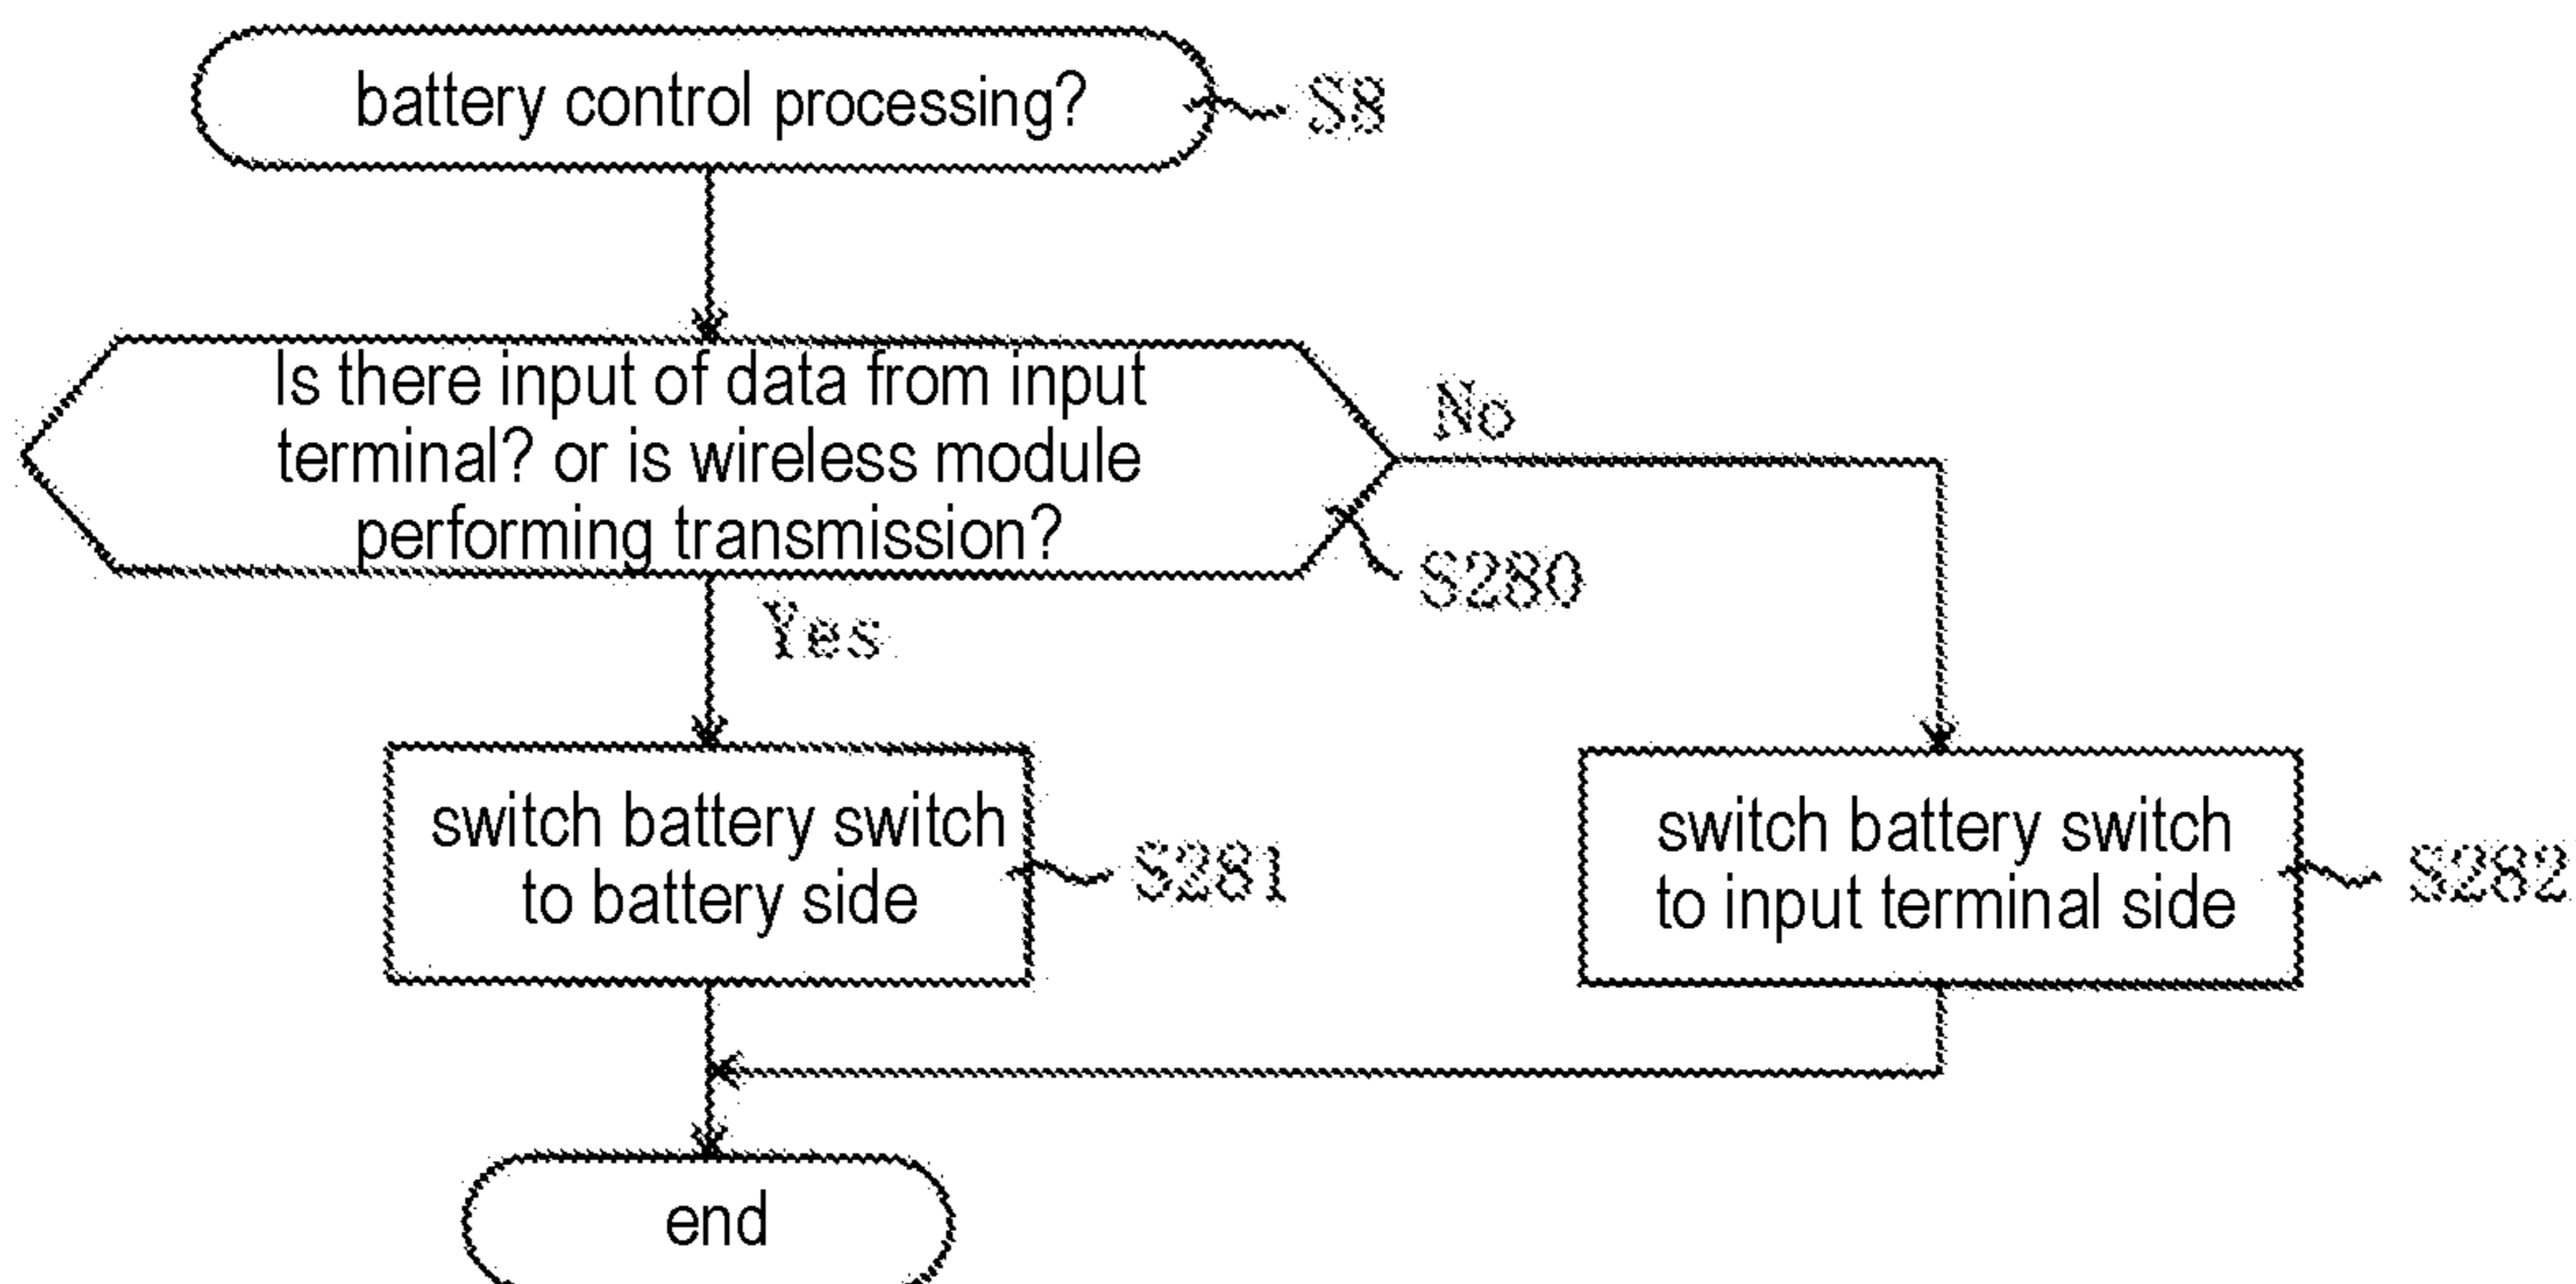 battery control processing?
S8
Is there input of data from input
terminal? or is wireless module
performing transmission?
No
S280
Yes
switch battery switch
to battery side
S281
switch battery switch
to input terminal side
S282
end